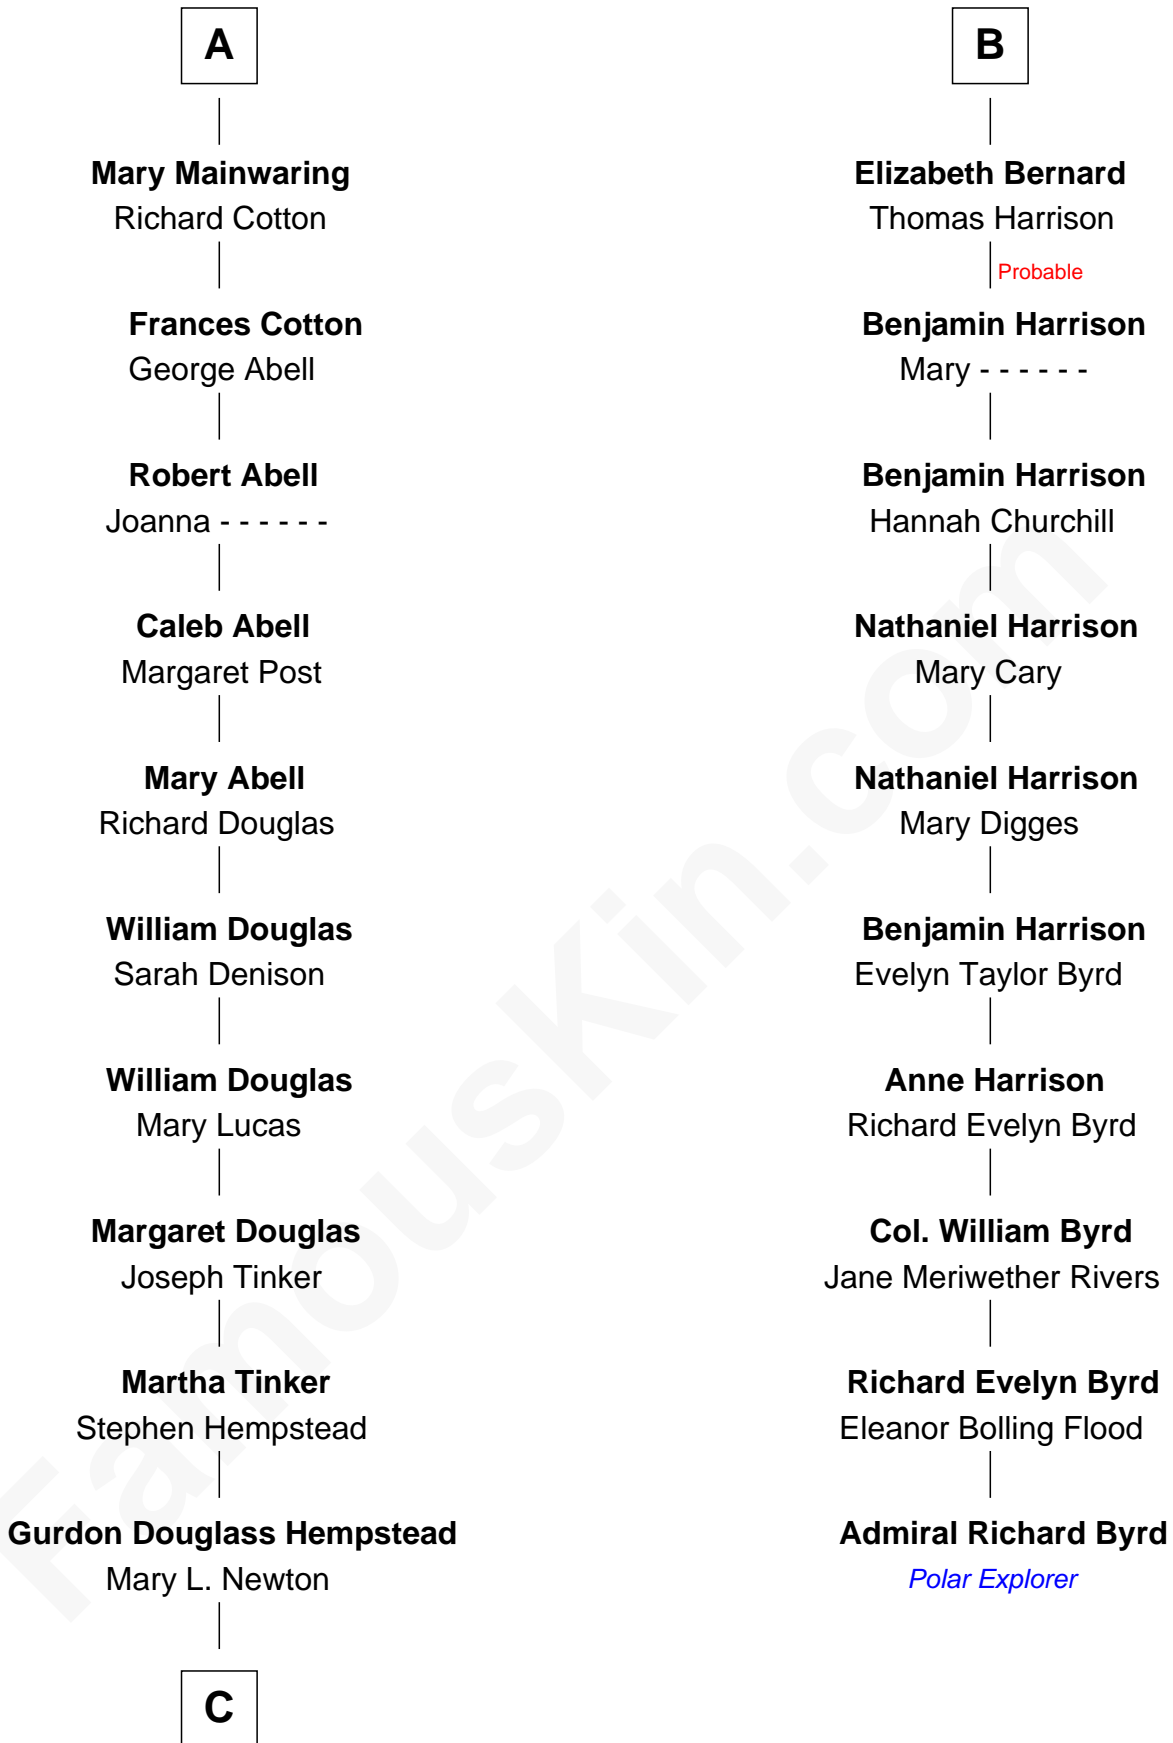 A
Mary Mainwaring
Richard Cotton
Frances Cotton
George Abell
Robert Abell
Joanna - - - - - -
Caleb Abell
Margaret Post
Mary Abell
Richard Douglas
William Douglas
Sarah Denison
William Douglas
Mary Lucas
Margaret Douglas
Joseph Tinker
Martha Tinker
Stephen Hempstead
Gurdon Douglass Hempstead
Mary L. Newton
C
B
Elizabeth Bernard
Thomas Harrison
Probable
Benjamin Harrison
Mary - - - - - -
Benjamin Harrison
Hannah Churchill
Nathaniel Harrison
Mary Cary
Nathaniel Harrison
Mary Digges
Benjamin Harrison
Evelyn Taylor Byrd
Anne Harrison
Richard Evelyn Byrd
Col. William Byrd
Jane Meriwether Rivers
Richard Evelyn Byrd
Eleanor Bolling Flood
Admiral Richard Byrd
Polar Explorer
FamousKin.com